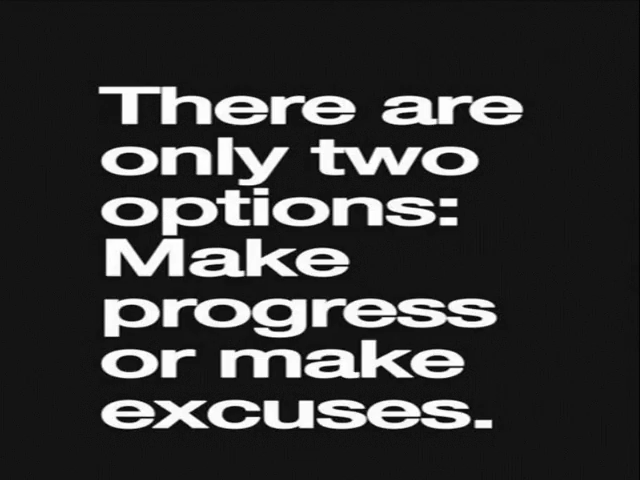 There are
only two
options:
Make
progress
or make
excuses.